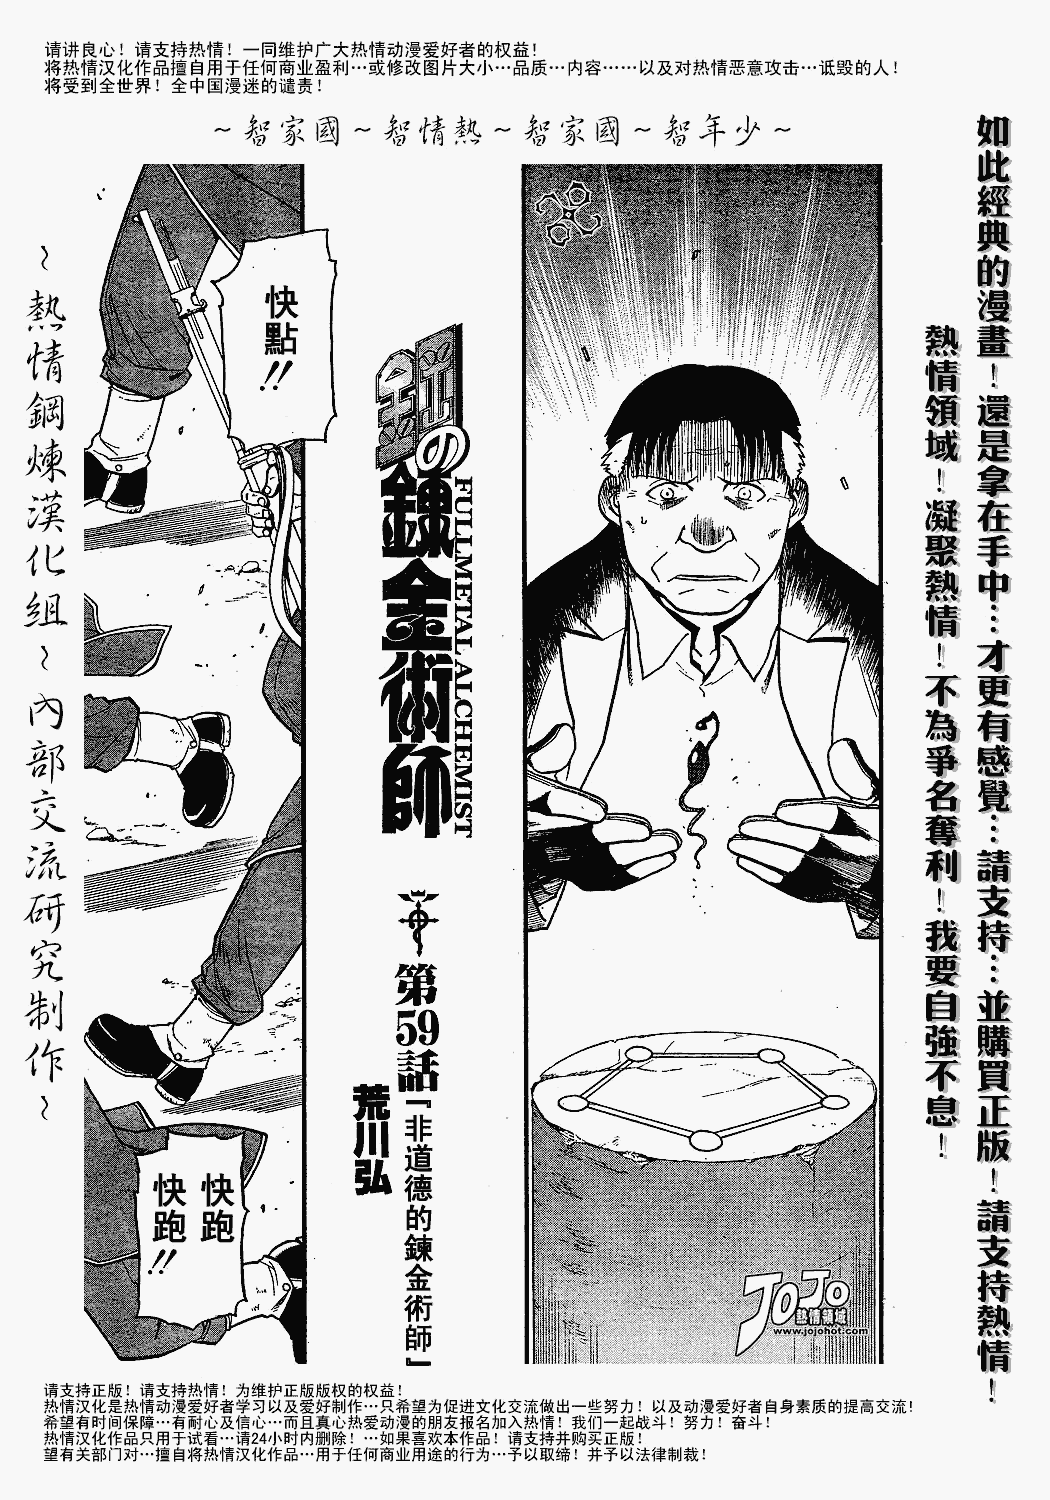 请讲良心！请支持热情！一同维护广大热情动漫爱好者的权益！
将热情汉化作品擅自用于任何商业盈利…或修改图片大小…品质…内容……以及对热情恶意攻击…诋毁的人！
将受到全世界！全中国漫迷的谴责！
～智家國～智情熱～智家國～智年少～
如此經典的漫畫！還是拿在手中…才更有感覺…請支持…並購買正版！請支持熱情！
熱情領域！凝聚熱情！不為爭名奪利！我要自強不息！
鋼の錬金術師
FULLMETAL ALCHEMIST
第59話『非道德的鍊金術師』
荒川弘
快點!!
快跑
快跑!!
～熱情鋼煉漢化組～內部交流研究制作～
JOJO
熱情領域
www.jojohot.com
请支持正版！请支持热情！为维护正版版权的权益！
热情汉化是热情动漫爱好者学习以及爱好制作…只希望为促进文化交流做出一些努力！以及动漫爱好者自身素质的提高交流！
希望有时间保障…有耐心及信心…而且真心热爱动漫的朋友报名加入热情！我们一起战斗！努力！奋斗！
热情汉化作品只用于试看…请24小时内删除！…如果喜欢本作品！请支持并购买正版！
望有关部门对…擅自将热情汉化作品…用于任何商业用途的行为…予以取缔！并予以法律制裁！